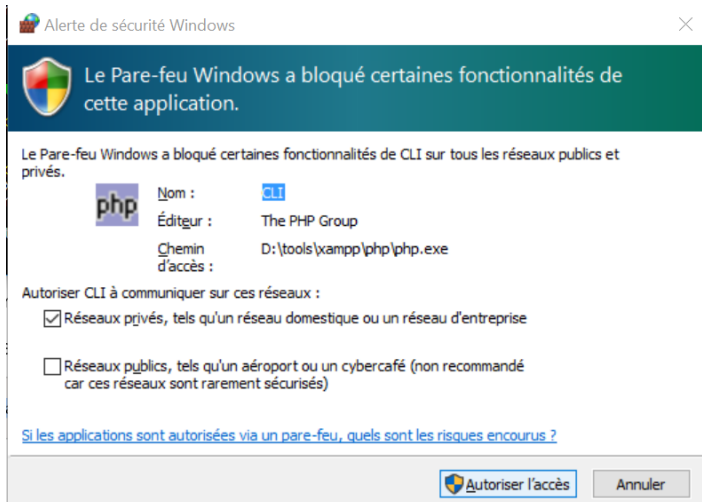 Alerte de sécurité Windows
Le Pare-feu Windows a bloqué certaines fonctionnalités de
cette application.
Le Pare-feu Windows a bloqué certaines fonctionnalités de CLI sur tous les réseaux publics et
privés.
php
Nom : CLI
Éditeur : The PHP Group
Chemin d'accès : D:\tools\xampp\php\php.exe
Autoriser CLI à communiquer sur ces réseaux :
Réseaux privés, tels qu'un réseau domestique ou un réseau d'entreprise
Réseaux publics, tels qu'un aéroport ou un cybercafé (non recommandé
car ces réseaux sont rarement sécurisés)
Si les applications sont autorisées via un pare-feu, quels sont les risques encourus ?
Autoriser l'accès
Annuler